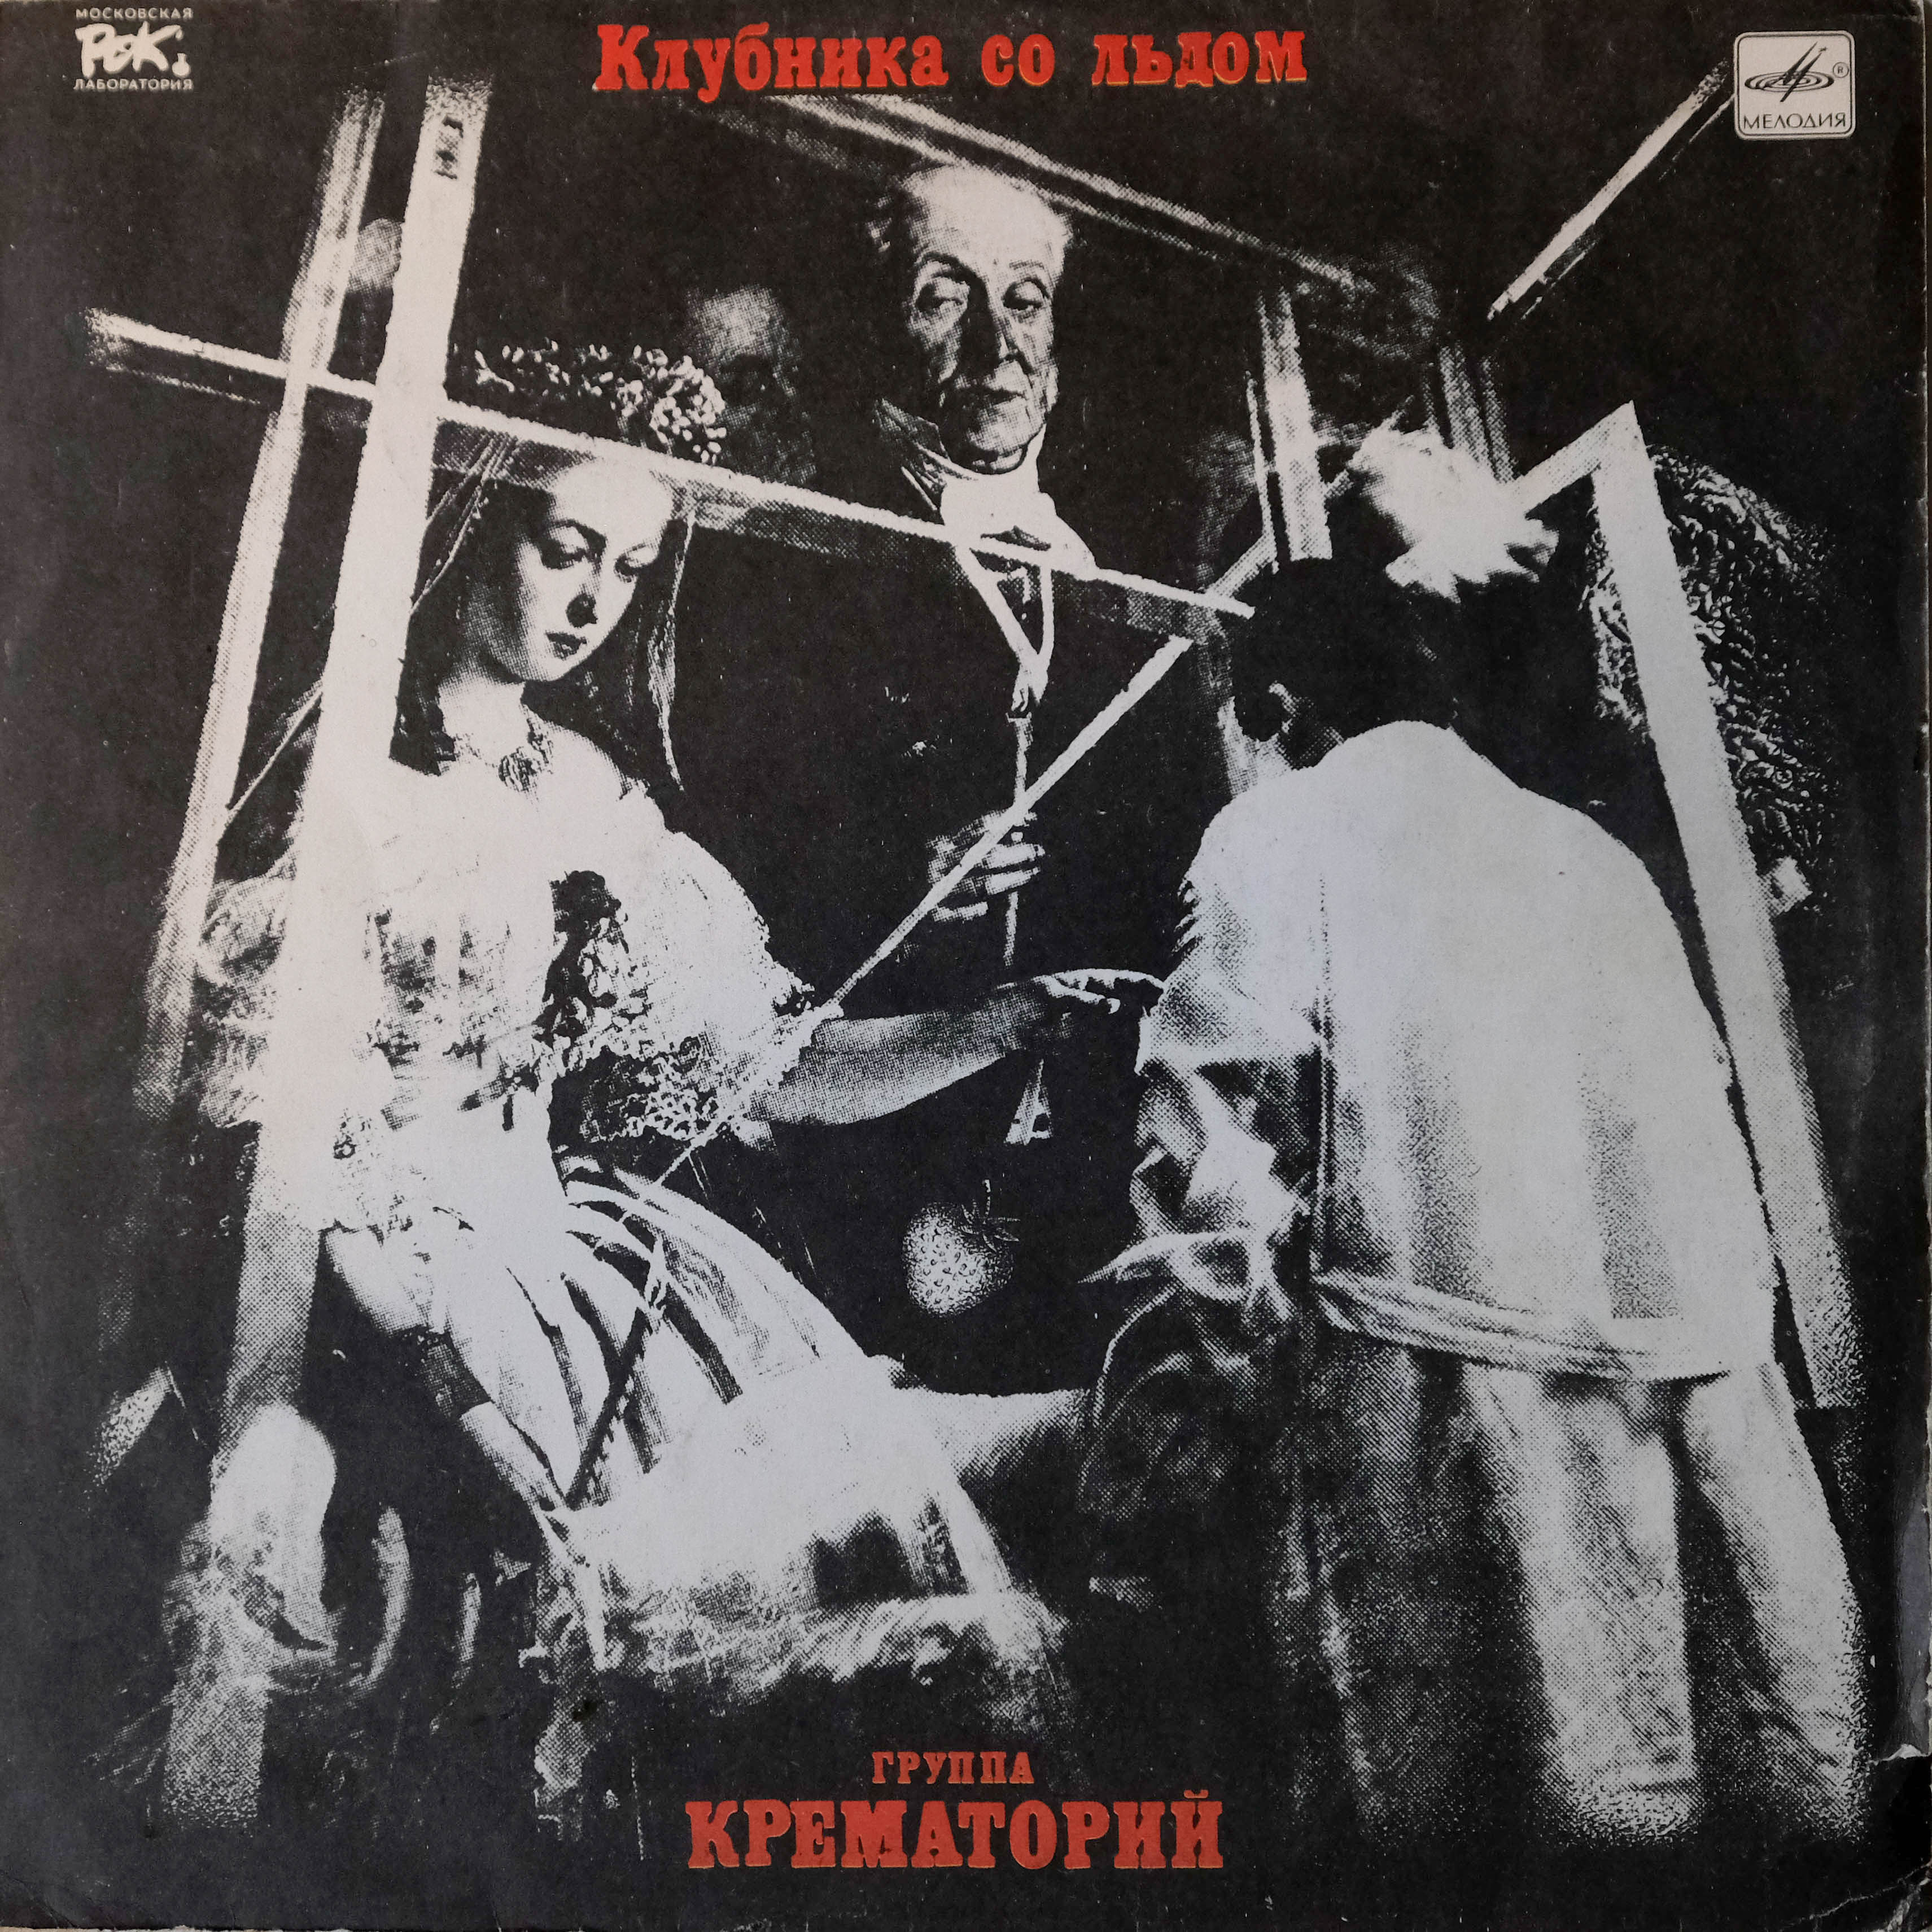 МОСКОВСКАЯ
РОК
ЛАБОРАТОРИЯ
Клубника со льдом
®
МЕЛОДИЯ
ГРУППА
КРЕМАТОРИЙ